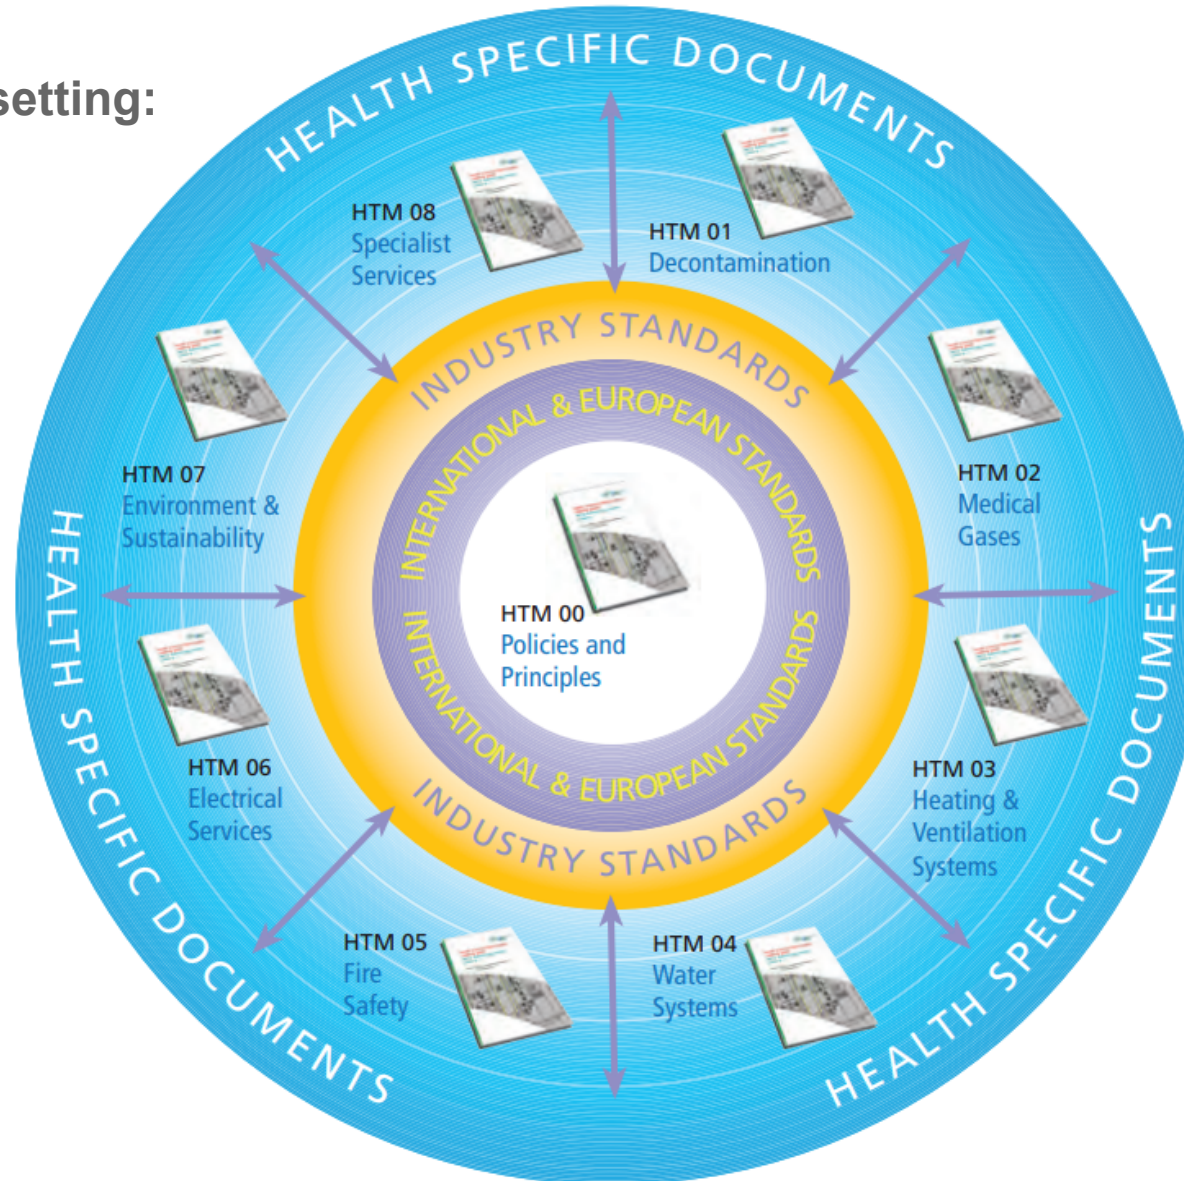 setting:
HEALTH SPECIFIC DOCUMENTS
HTM 08
Specialist
Services
HTM 01
Decontamination
HTM 07
Environment &
Sustainability
HTM 02
Medical
Gases
INDUSTRY STANDARDS
INTERNATIONAL & EUROPEAN STANDARDS
HTM 00
Policies and
Principles
INTERNATIONAL & EUROPEAN STANDARDS
INDUSTRY STANDARDS
HTM 06
Electrical
Services
HTM 03
Heating &
Ventilation
Systems
HTM 05
Fire
Safety
HTM 04
Water
Systems
HEALTH SPECIFIC DOCUMENTS
HEALTH SPECIFIC DOCUMENTS